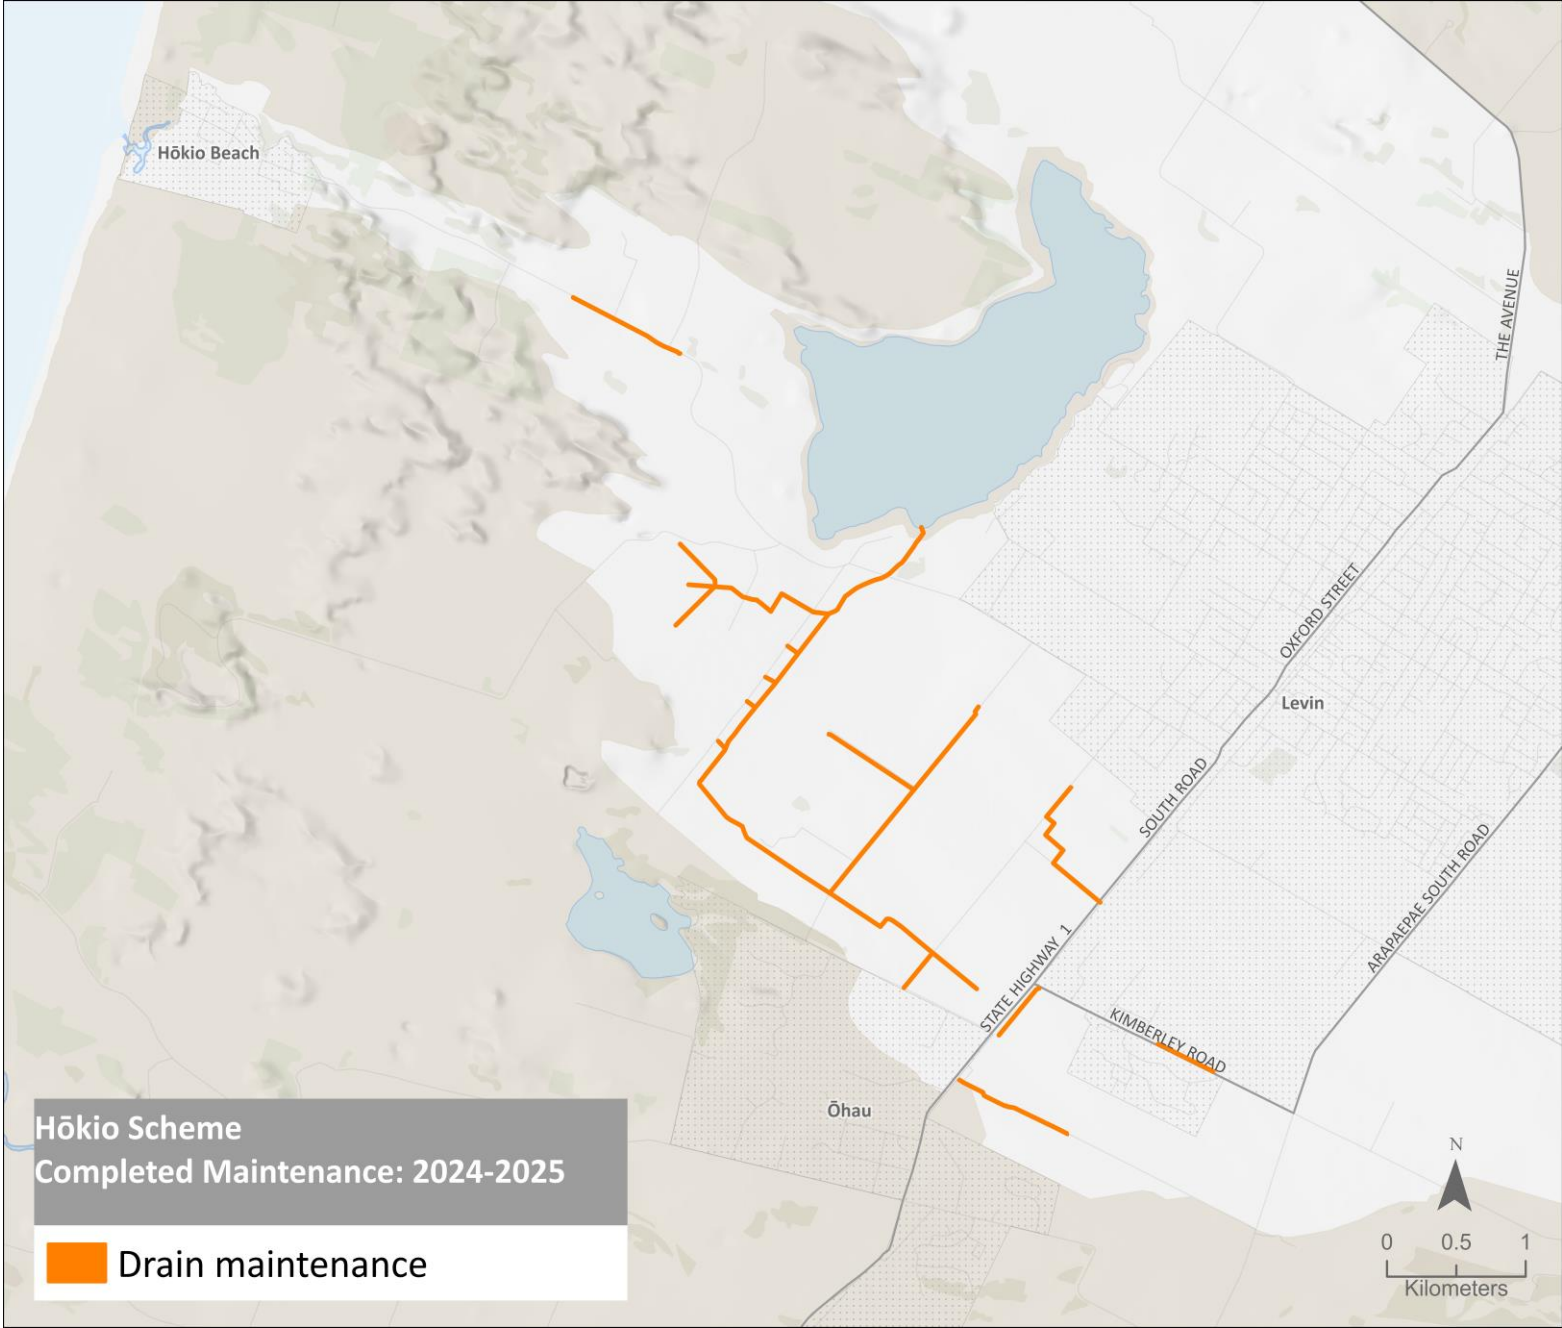 Hōkio Beach
THE AVENUE
OXFORD STREET
Levin
SOUTH ROAD
ARAPAEPAE SOUTH ROAD
STATE HIGHWAY 1
KIMBERLEY ROAD
Ōhau
Hōkio Scheme
Completed Maintenance: 2024-2025
Drain maintenance
N
0 0.5 1
Kilometers